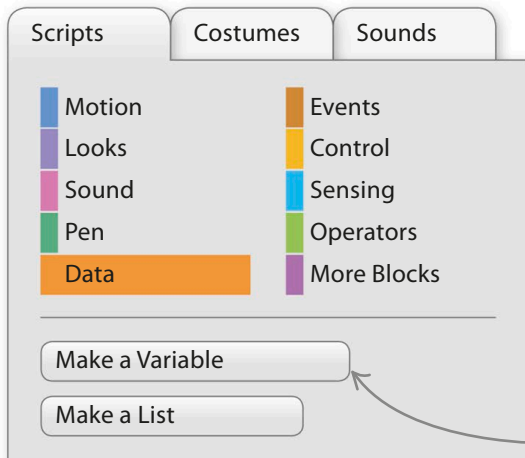 Scripts Costumes Sounds
Motion
Looks
Sound
Pen
Data
Events
Control
Sensing
Operators
More Blocks
Make a Variable
Make a List